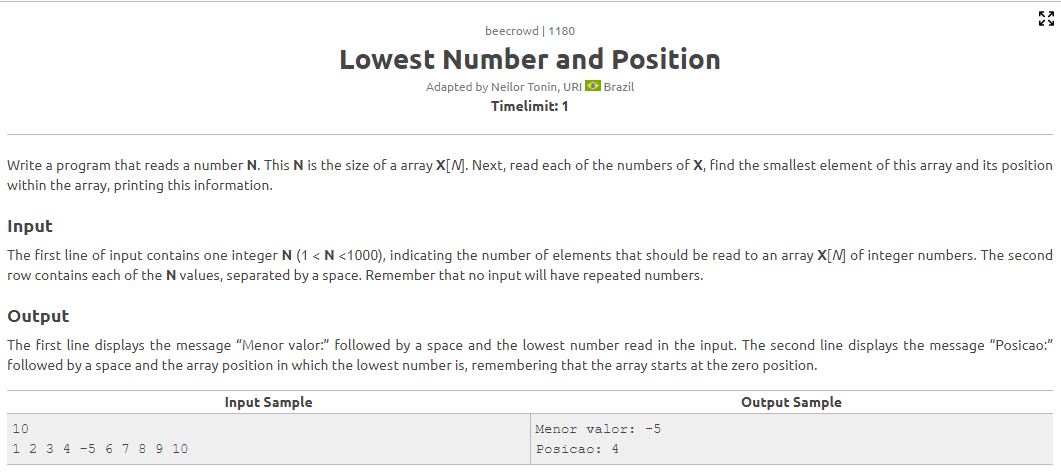 beecrowd | 1180
Lowest Number and Position
Adapted by Neilor Tonin, URI Brazil
Timelimit: 1
Write a program that reads a number N. This N is the size of a array X[N]. Next, read each of the numbers of X, find the smallest element of this array and its position
within the array, printing this information.
Input
The first line of input contains one integer N (1 < N <1000), indicating the number of elements that should be read to an array X[N] of integer numbers. The second
row contains each of the N values, separated by a space. Remember that no input will have repeated numbers.
Output
The first line displays the message “Menor valor:” followed by a space and the lowest number read in the input. The second line displays the message “Posicao:”
followed by a space and the array position in which the lowest number is, remembering that the array starts at the zero position.
Input Sample
Output Sample
10
1 2 3 4 -5 6 7 8 9 10
Menor valor: -5
Posicao: 4